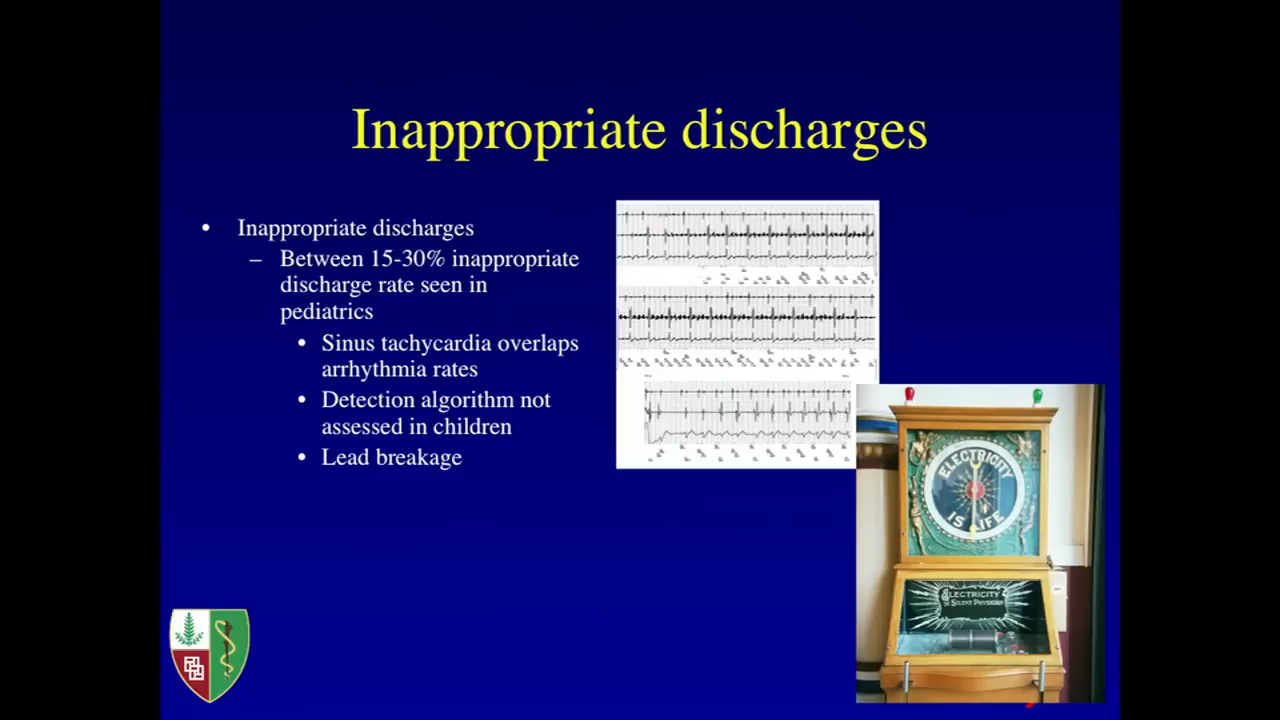 Inappropriate discharges
• Inappropriate discharges
– Between 15-30% inappropriate
discharge rate seen in
pediatrics
• Sinus tachycardia overlaps
arrhythmia rates
• Detection algorithm not
assessed in children
• Lead breakage
ELECTRICITY
IS LIFE
ELECTRICITY
SILENT PHYSICIAN